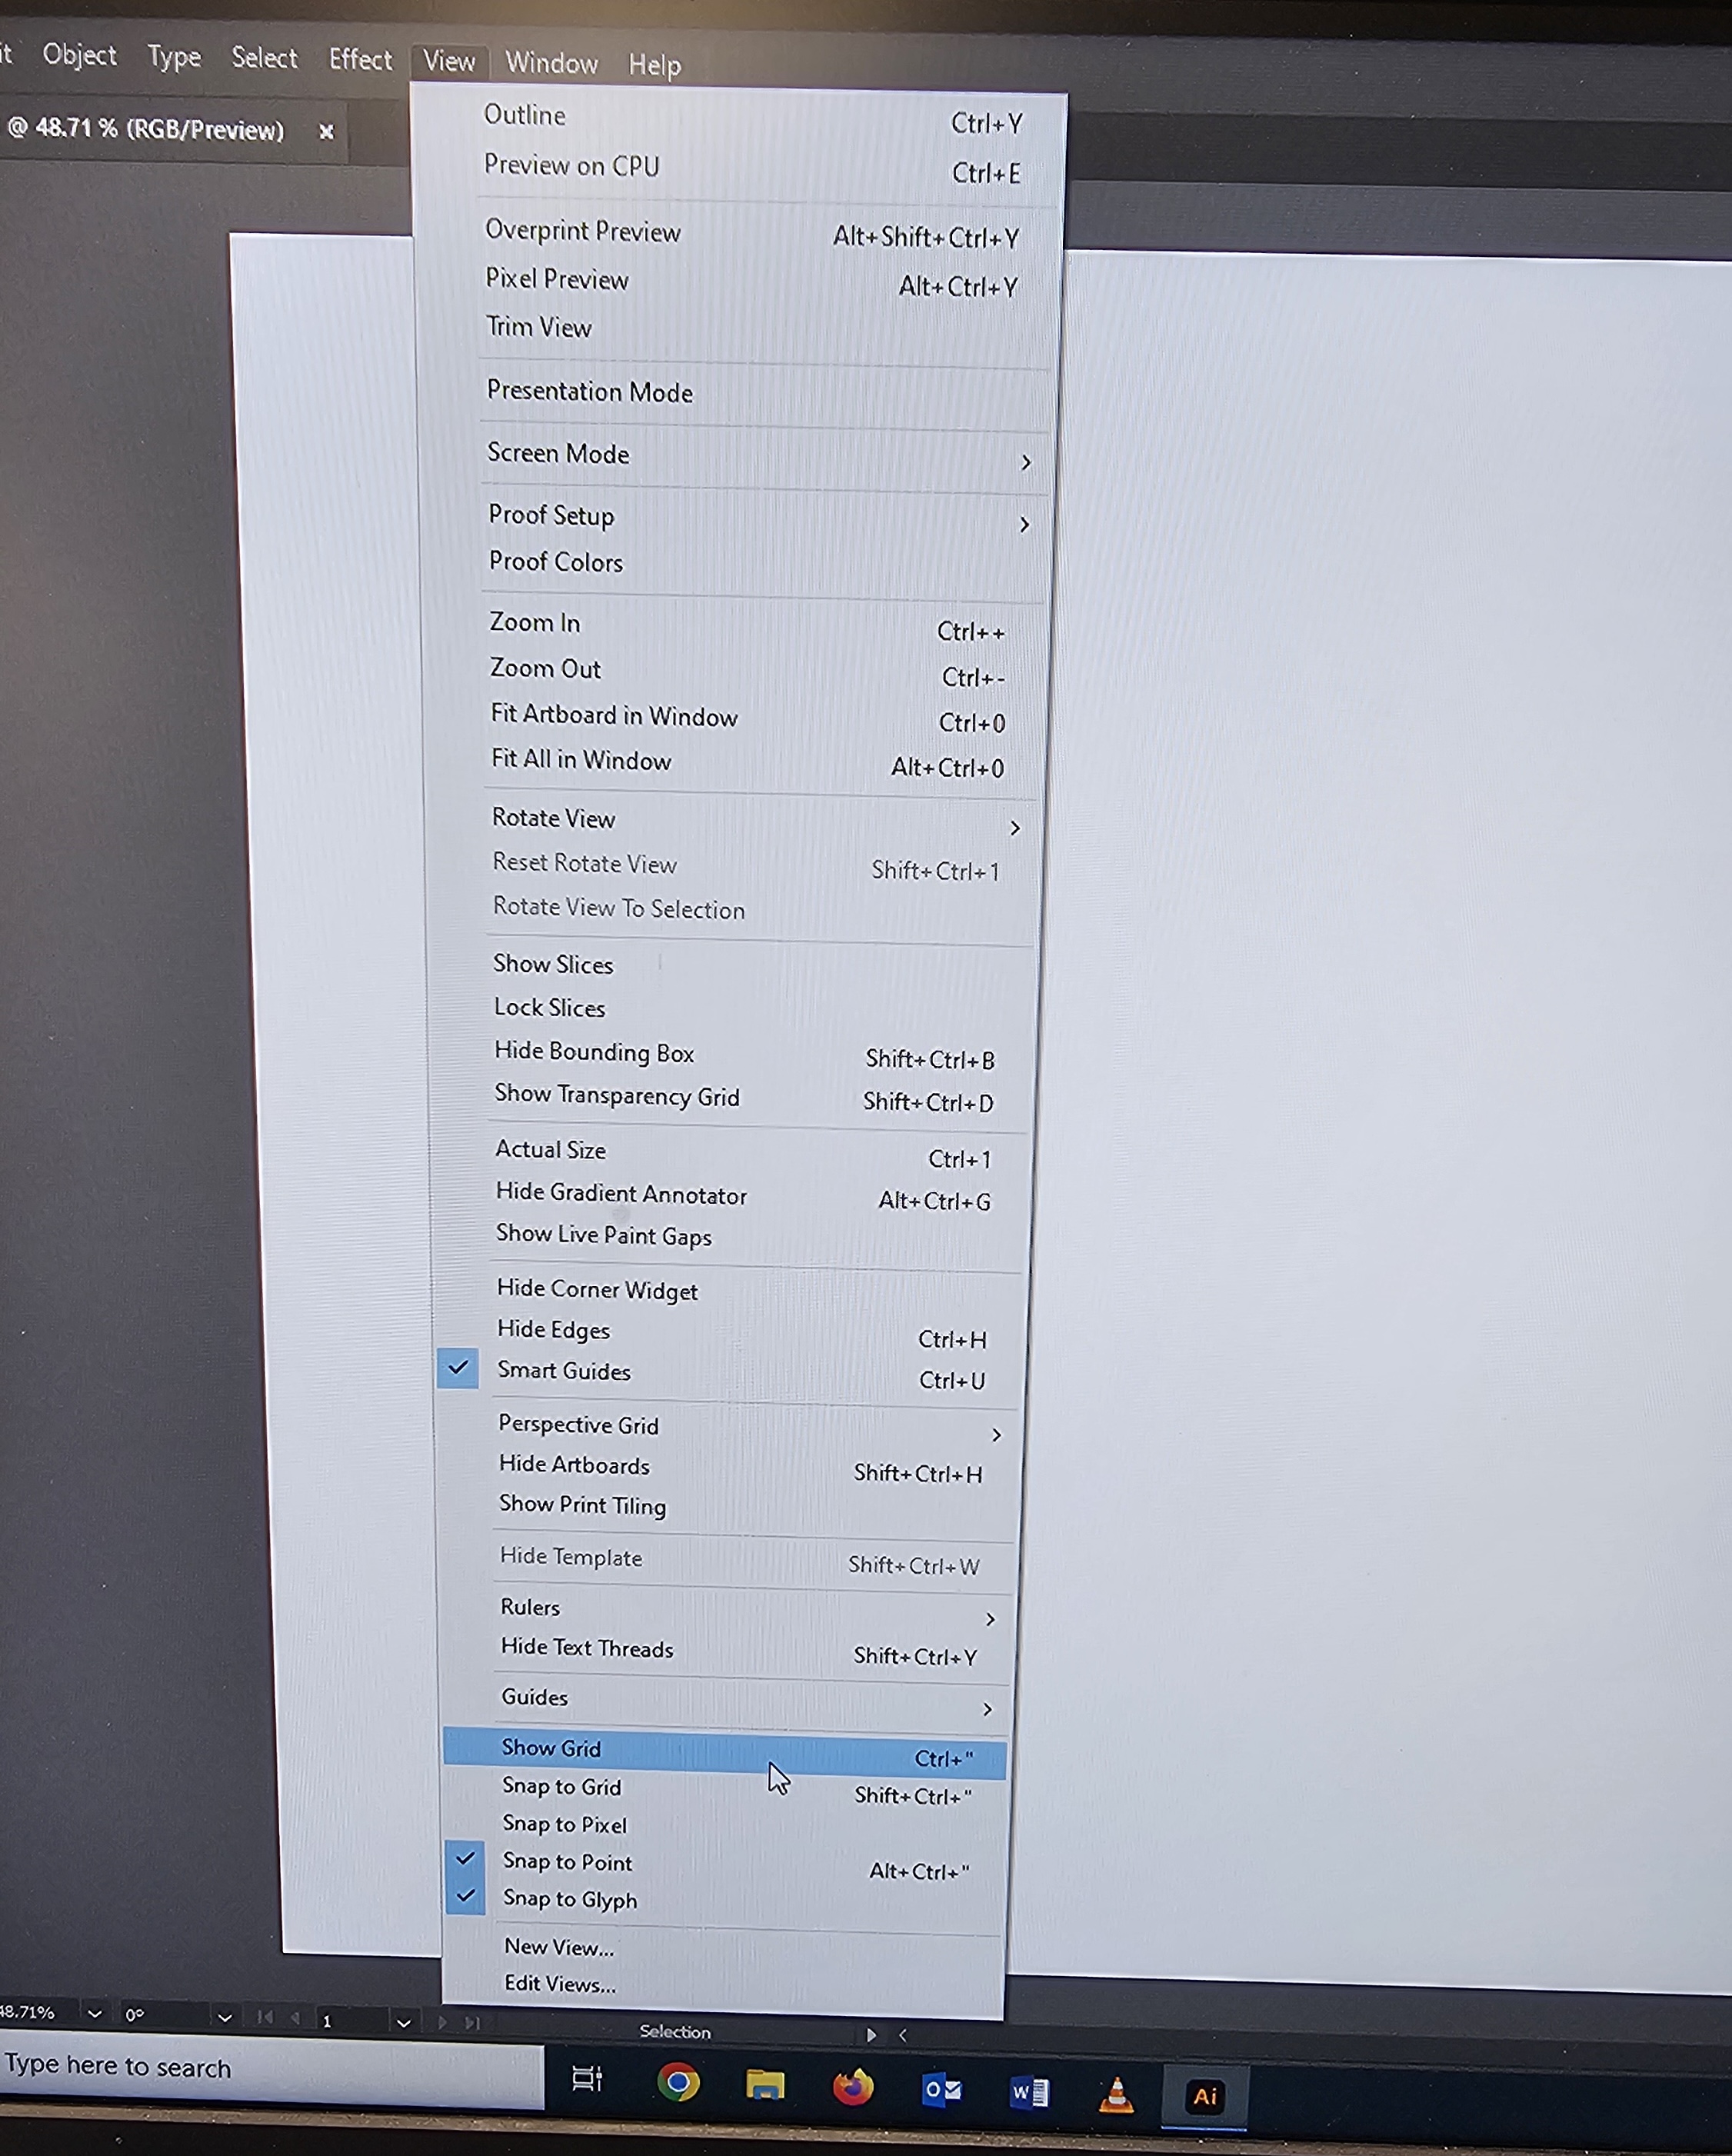 Object Type Select Effect View Window Help
@ 48.71 % (RGB/Preview) ×
Outline Ctrl+Y
Preview on CPU Ctrl+E
Overprint Preview Alt+Shift+Ctrl+Y
Pixel Preview Alt+Ctrl+Y
Trim View
Presentation Mode
Screen Mode >
Proof Setup >
Proof Colors
Zoom In Ctrl++
Zoom Out Ctrl+-
Fit Artboard in Window Ctrl+0
Fit All in Window Alt+Ctrl+0
Rotate View >
Reset Rotate View Shift+Ctrl+1
Rotate View To Selection
Show Slices
Lock Slices
Hide Bounding Box Shift+Ctrl+B
Show Transparency Grid Shift+Ctrl+D
Actual Size Ctrl+1
Hide Gradient Annotator Alt+Ctrl+G
Show Live Paint Gaps
Hide Corner Widget
Hide Edges Ctrl+H
Smart Guides Ctrl+U
Perspective Grid >
Hide Artboards Shift+Ctrl+H
Show Print Tiling
Hide Template Shift+Ctrl+W
Rulers >
Hide Text Threads Shift+Ctrl+Y
Guides >
Show Grid Ctrl+"
Snap to Grid Shift+Ctrl+"
Snap to Pixel
Snap to Point Alt+Ctrl+"
Snap to Glyph
New View...
Edit Views...
48.71% 0° 1 Selection
Type here to search
Ai